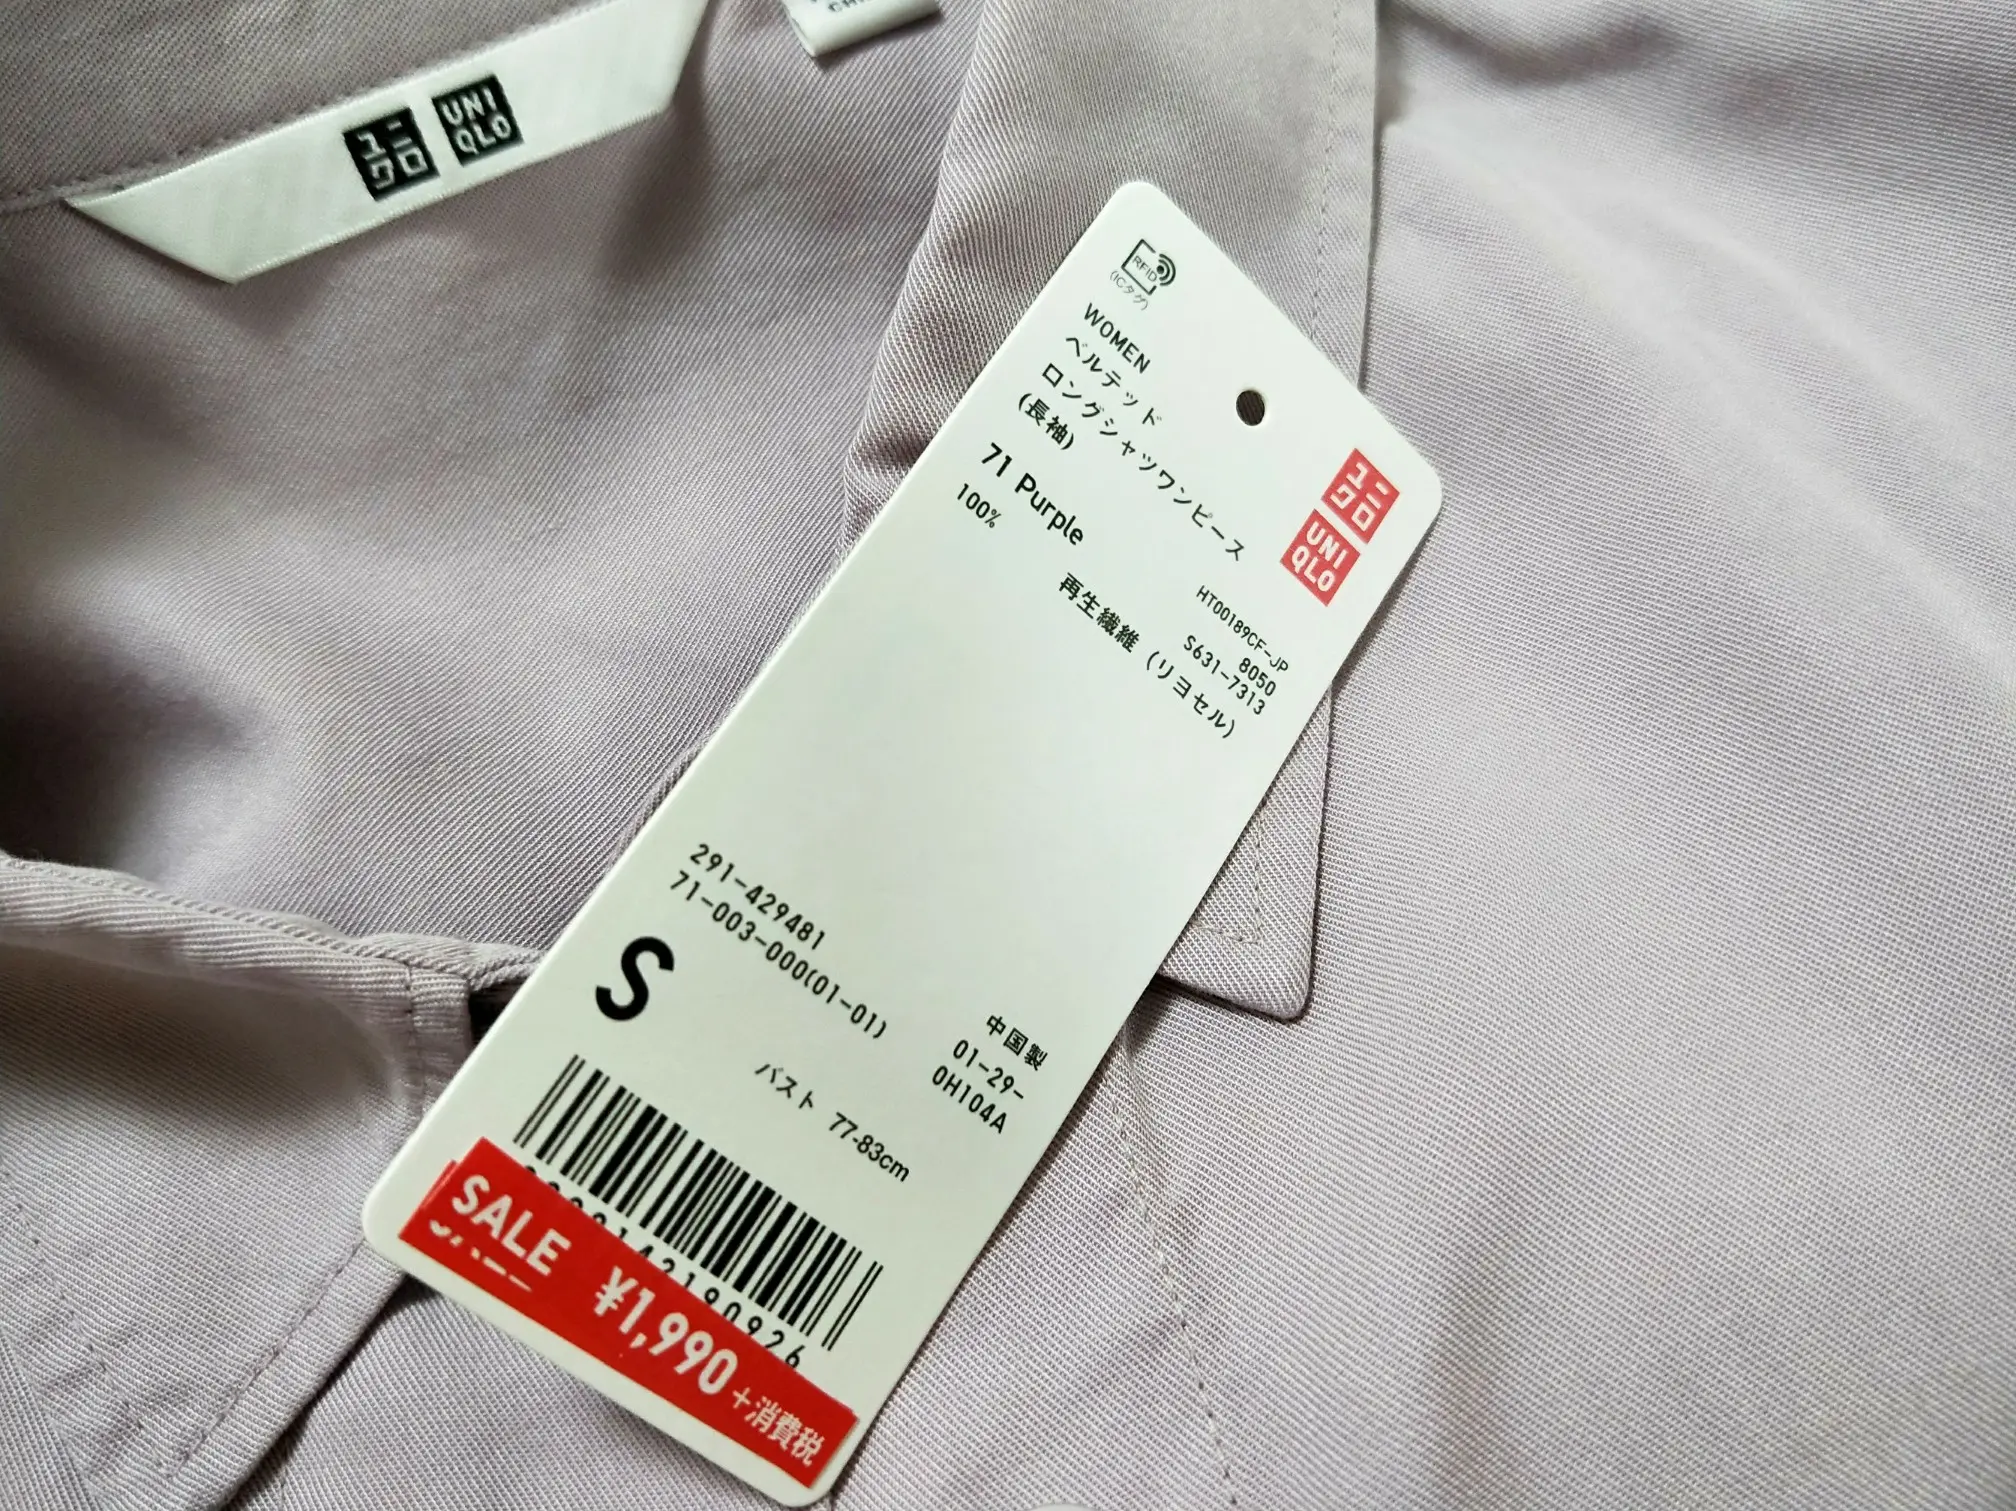 ユニ
クロ
UNI
QLO
RFID
(ICタグ)
WOMEN
ベルテッド
ロングシャツワンピース
(長袖)
71 Purple
100%
再生繊維 (リヨセル)
ユニ
クロ
UNI
QLO
HT00189CF-JP
8050
S631-7313
291-429481
71-003-000(01-01)
S
中国製
01-29-
0H104A
バスト 77-83cm
SALE ¥1,990+消費税